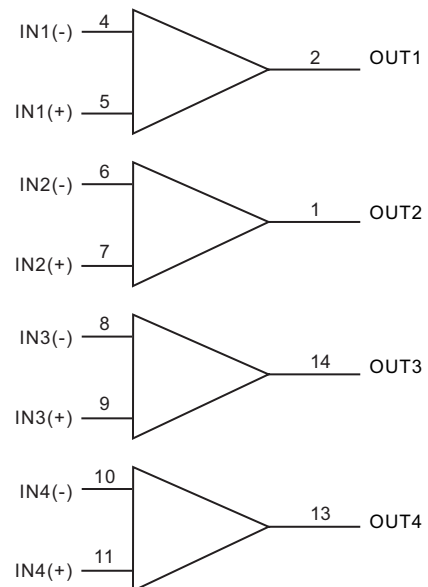 IN1(-) 4
2 OUT1
IN1(+) 5
IN2(-) 6
1 OUT2
IN2(+) 7
IN3(-) 8
14 OUT3
IN3(+) 9
IN4(-) 10
13 OUT4
IN4(+) 11